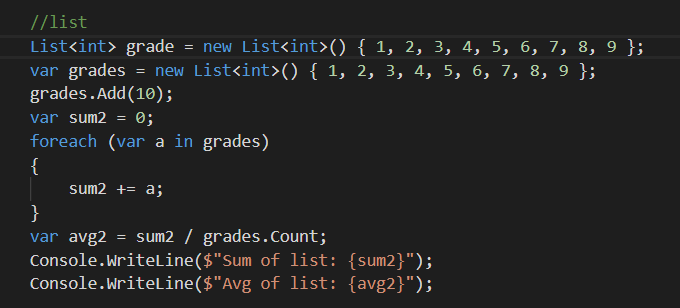 //list
List<int> grade = new List<int>() { 1, 2, 3, 4, 5, 6, 7, 8, 9 };
var grades = new List<int>() { 1, 2, 3, 4, 5, 6, 7, 8, 9 };
grades.Add(10);
var sum2 = 0;
foreach (var a in grades)
{
    sum2 += a;
}
var avg2 = sum2 / grades.Count;
Console.WriteLine($"Sum of list: {sum2}");
Console.WriteLine($"Avg of list: {avg2}");